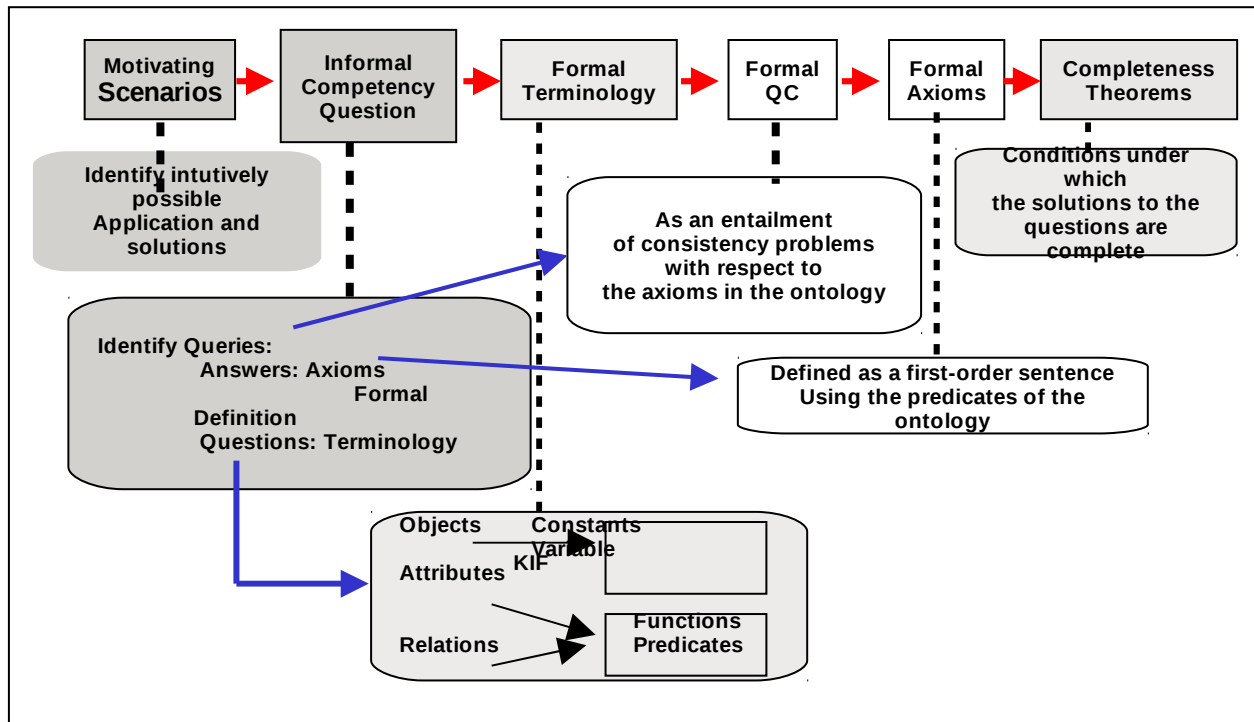 Motivating
Scenarios
Informal
Competency
Question
Formal
Terminology
Formal
QC
Formal
Axioms
Completeness
Theorems
Identify intutively
possible
Application and
solutions
As an entailment
of consistency problems
with respect to
the axioms in the ontology
Conditions under
which
the solutions to the
questions are
complete
Identify Queries:
Answers: Axioms
Formal
Definition
Questions: Terminology
Defined as a first-order sentence
Using the predicates of the
ontology
Objects
Constants
Variable
KIF
Attributes
Relations
Functions
Predicates